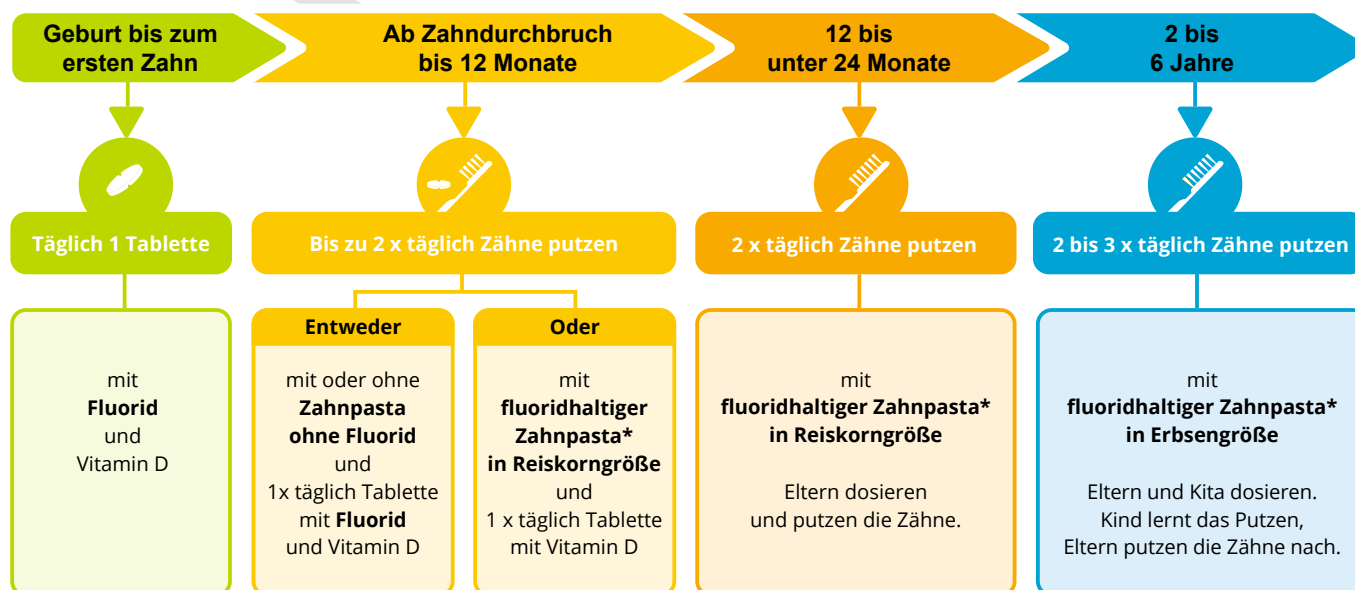 Geburt bis zum
ersten Zahn
Ab Zahndurchbruch
bis 12 Monate
12 bis
unter 24 Monate
2 bis
6 Jahre
Täglich 1 Tablette
Bis zu 2 x täglich Zähne putzen
2 x täglich Zähne putzen
2 bis 3 x täglich Zähne putzen
mit
Fluorid
und
Vitamin D
Entweder
mit oder ohne
Zahnpasta
ohne Fluorid
und
1x täglich Tablette
mit Fluorid
und Vitamin D
Oder
mit
fluoridhaltiger
Zahnpasta*
in Reiskorngröße
und
1 x täglich Tablette
mit Vitamin D
mit
fluoridhaltiger Zahnpasta*
in Reiskorngröße
Eltern dosieren
und putzen die Zähne.
mit
fluoridhaltiger Zahnpasta*
in Erbsengröße
Eltern und Kita dosieren.
Kind lernt das Putzen,
Eltern putzen die Zähne nach.